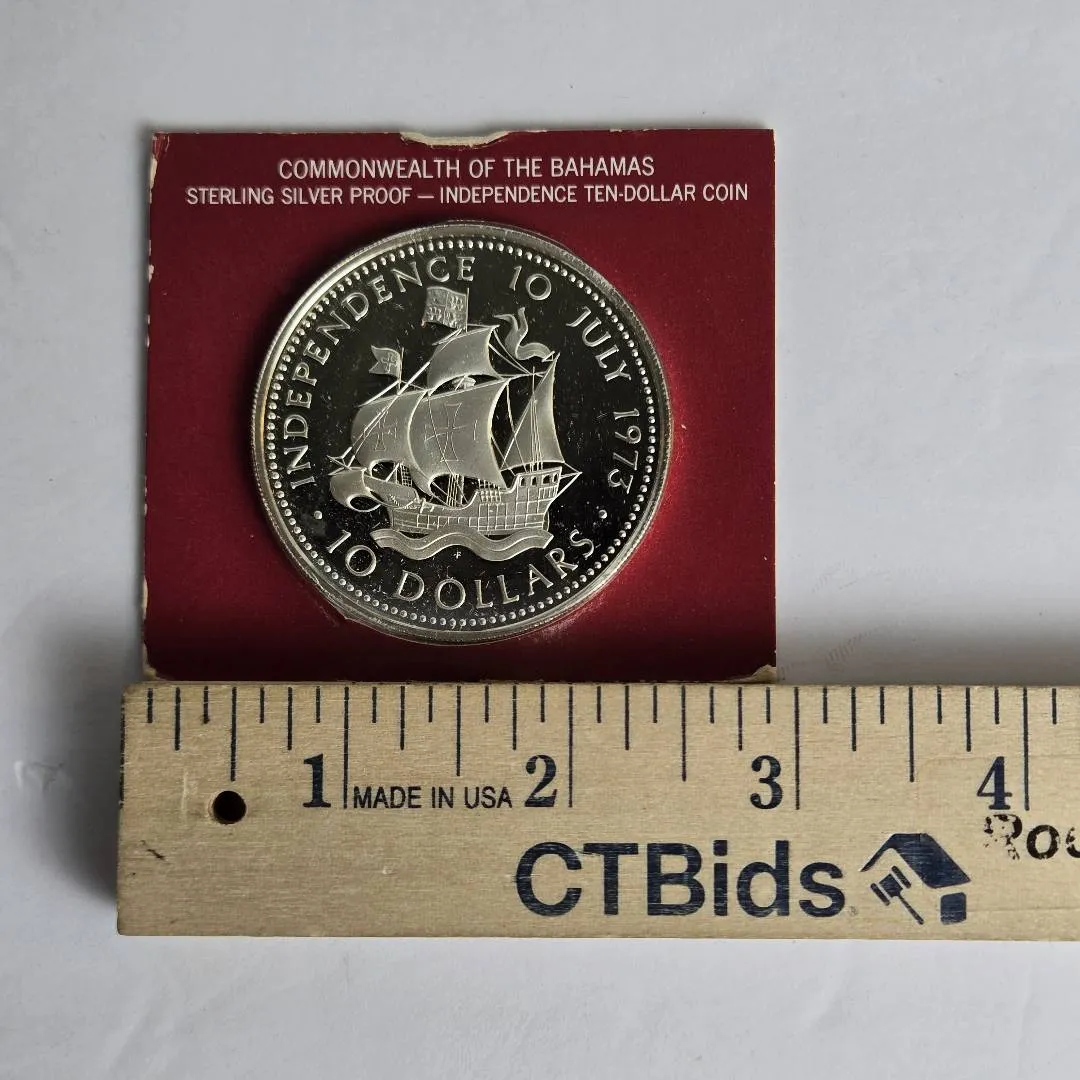 COMMONWEALTH OF THE BAHAMAS
STERLING SILVER PROOF — INDEPENDENCE TEN-DOLLAR COIN
INDEPENDENCE 10 JULY 1973
· 10 DOLLARS ·
1 MADE IN USA 2 3 4
CTBids